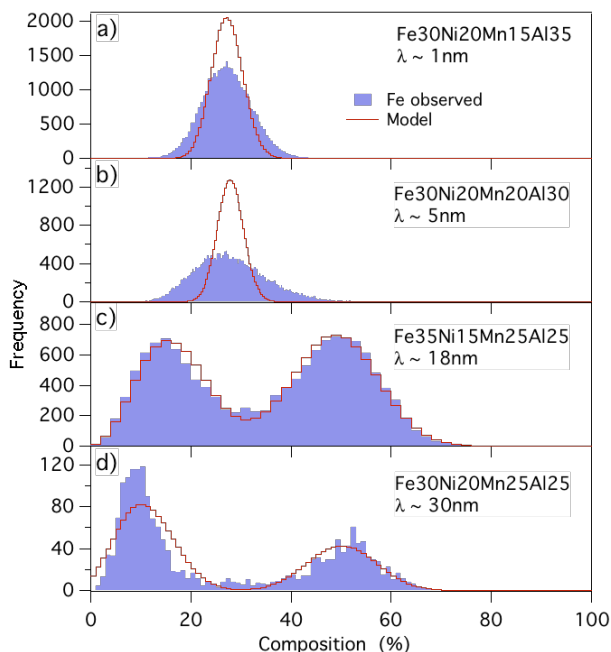 a)
2000
1500
1000
500
0
Fe30Ni20Mn15Al35
λ ~ 1nm
Fe observed
Model
b)
1200
800
400
0
Fe30Ni20Mn20Al30
λ ~ 5nm
Frequency
c)
800
600
400
200
0
Fe35Ni15Mn25Al25
λ ~ 18nm
d)
120
80
40
0
Fe30Ni20Mn25Al25
λ ~ 30nm
0 20 40 60 80 100
Composition (%)